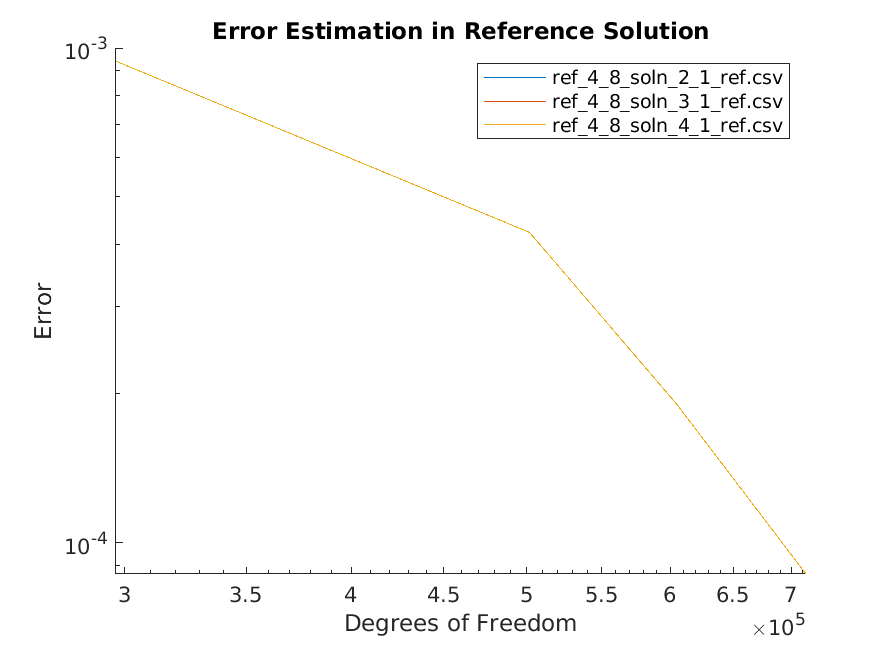 Error Estimation in Reference Solution
10^-3
ref_4_8_soln_2_1_ref.csv
ref_4_8_soln_3_1_ref.csv
ref_4_8_soln_4_1_ref.csv
Error
10^-4
3 3.5 4 4.5 5 5.5 6 6.5 7
Degrees of Freedom
×10^5